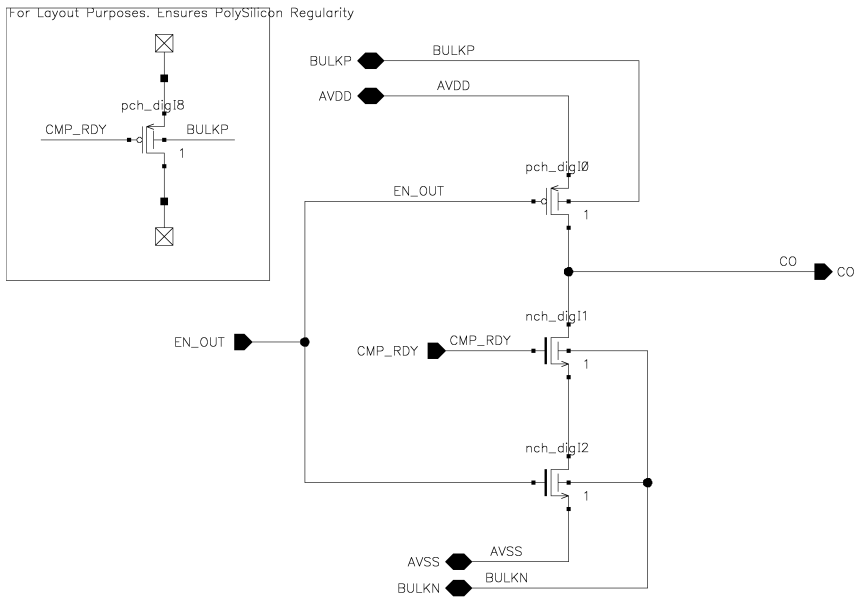 For Layout Purposes. Ensures PolySilicon Regularity
BULKP
BULKP
AVDD
AVDD
pch_digI8
CMP_RDY
BULKP
1
pch_digI0
EN_OUT
1
CO
CO
nch_digI1
EN_OUT
CMP_RDY
CMP_RDY
1
nch_digI2
1
AVSS
AVSS
BULKN
BULKN